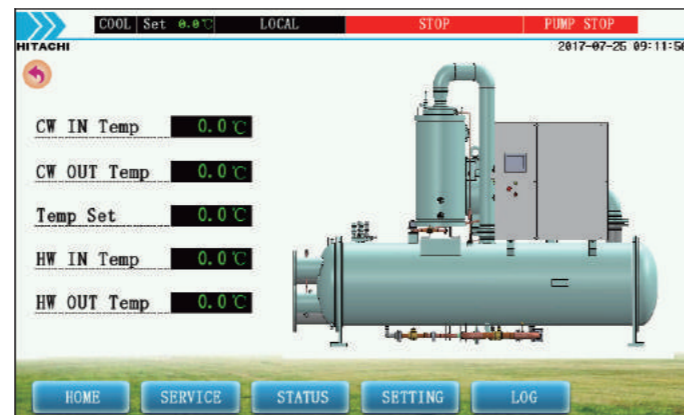 COOL Set 0.0℃ LOCAL STOP PUMP STOP
HITACHI 2017-07-25 09:11:56
CW IN Temp 0.0℃
CW OUT Temp 0.0℃
Temp Set 0.0℃
HW IN Temp 0.0℃
HW OUT Temp 0.0℃
HOME SERVICE STATUS SETTING LOG